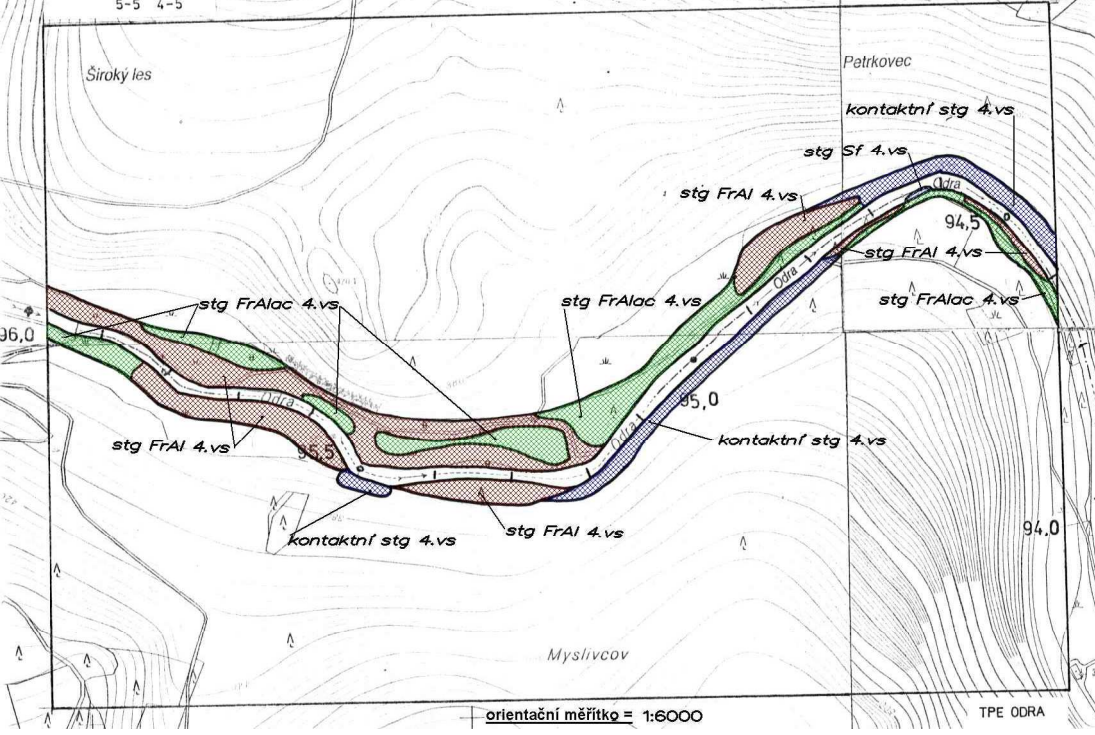 5-5 4-5
Široký les
Petrkovec
kontaktní stg 4.vs
stg Sf 4.vs
Odra
stg FrAl 4.vs
94,5
stg FrAl 4.vs
Odra
stg FrAlac 4.vs
stg FrAlac 4.vs
stg FrAlac 4.vs
96,0
Odra
95,0
Odra
stg FrAl 4.vs
95,5
kontaktní stg 4.vs
stg FrAl 4.vs
kontaktní stg 4.vs
94,0
Myslivcov
orientační měřítko = 1:6000
TPE ODRA